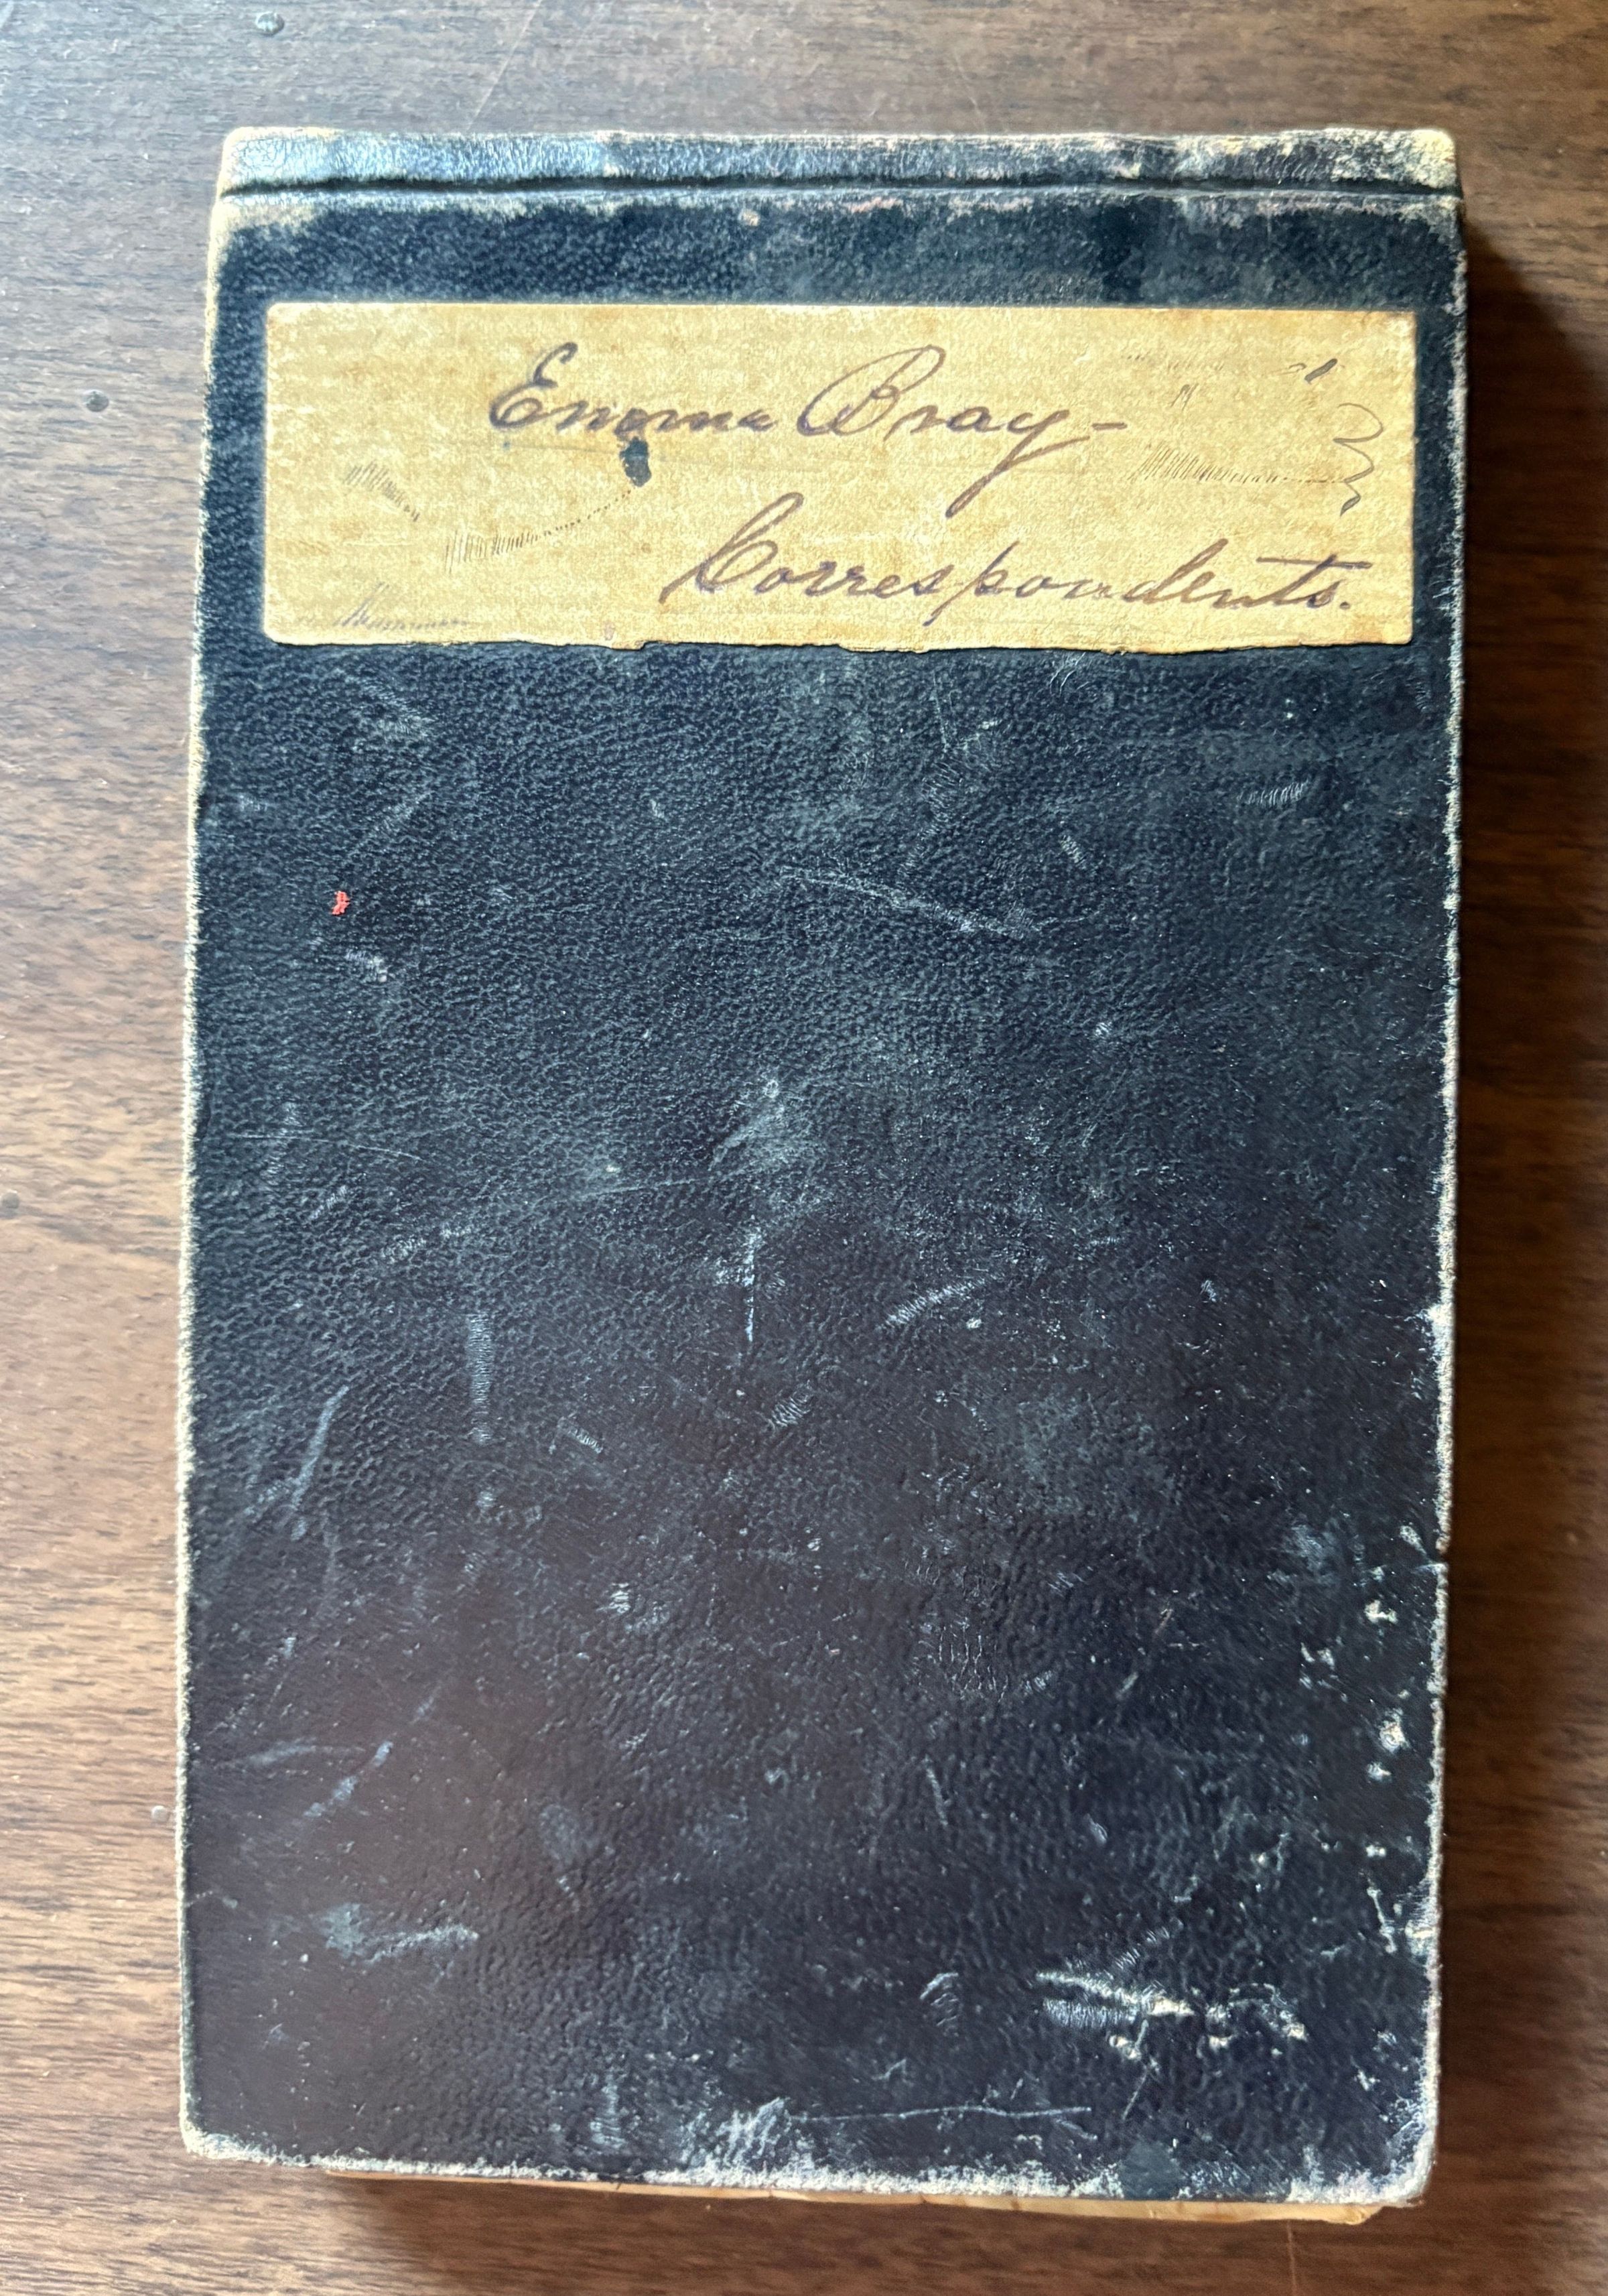 Emma Bray-
Correspondents.